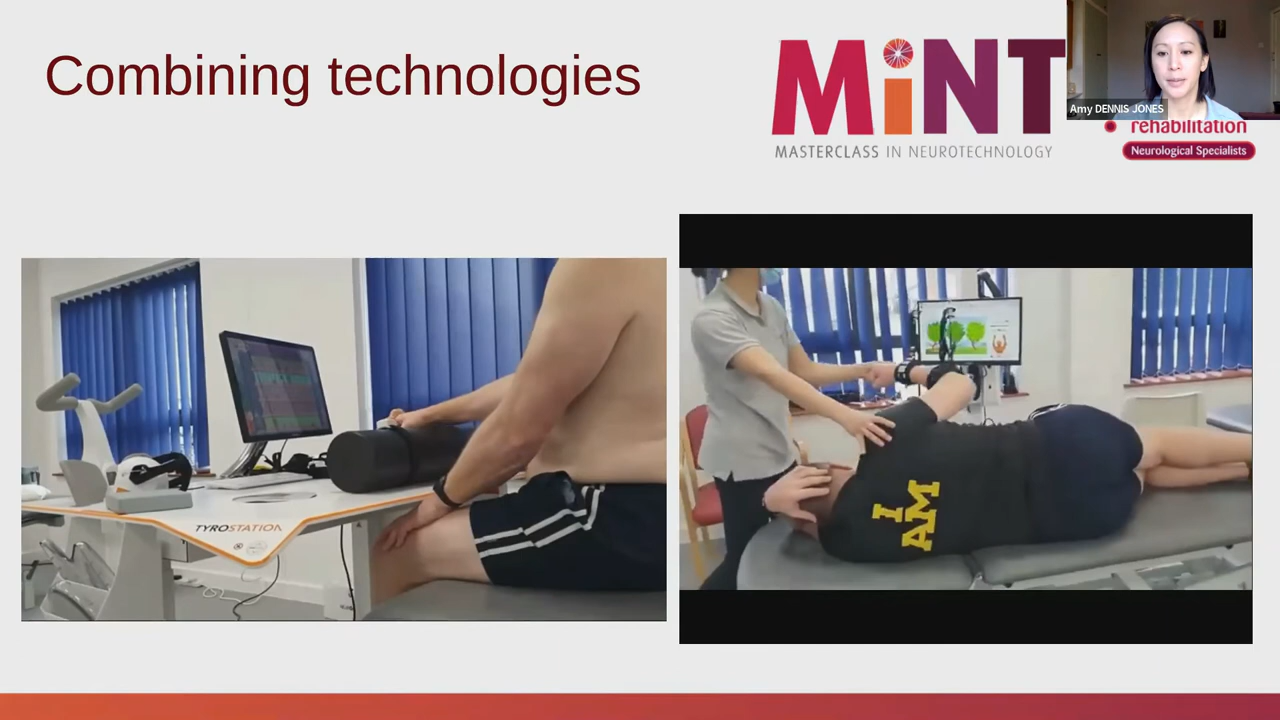 Combining technologies
MiNT
MASTERCLASS IN NEUROTECHNOLOGY
Amy DENNIS JONES
rehabilitation
Neurological Specialists
TYROSTATION
I
AM